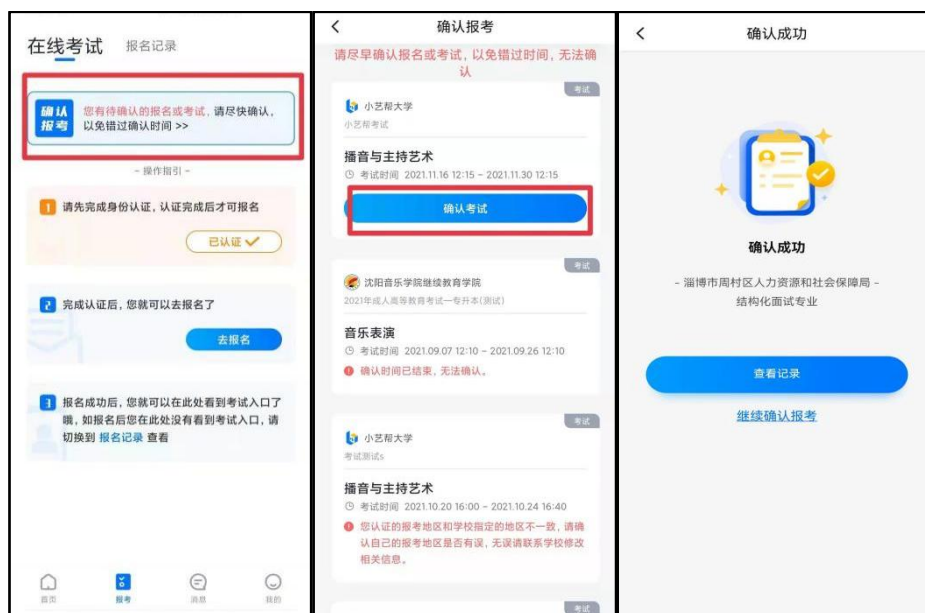 在线考试 报名记录
确认
报考
您有待确认的报名或考试, 请尽快确认,
以免错过确认时间 >>
- 操作指引 -
1 请先完成身份认证, 认证完成后才可报名
已认证
2 完成认证后, 您就可以去报名了
去报名
3 报名成功后, 您就可以在此处看到考试入口了
哦, 如报名后您在此处没有看到考试入口, 请
切换到 报名记录 查看
首页 报考 消息 我的
确认报考
请尽早确认报名或考试, 以免错过时间, 无法确
认
考试
小艺帮大学
小艺帮考试
播音与主持艺术
考试时间 2021.11.16 12:15 - 2021.11.30 12:15
确认考试
考试
沈阳音乐学院继续教育学院
2021年成人高等教育考试—专升本(测试)
音乐表演
考试时间 2021.09.07 12:10 - 2021.09.26 12:10
确认时间已结束, 无法确认。
考试
小艺帮大学
考试测试s
播音与主持艺术
考试时间 2021.10.20 16:00 - 2021.10.24 16:40
您认证的报考地区和学校指定的地区不一致, 请确
认自己的报考地区是否有误, 无误请联系学校修改
相关信息。
考试
确认成功
确认成功
- 淄博市周村区人力资源和社会保障局 -
结构化面试专业
查看记录
继续确认报考